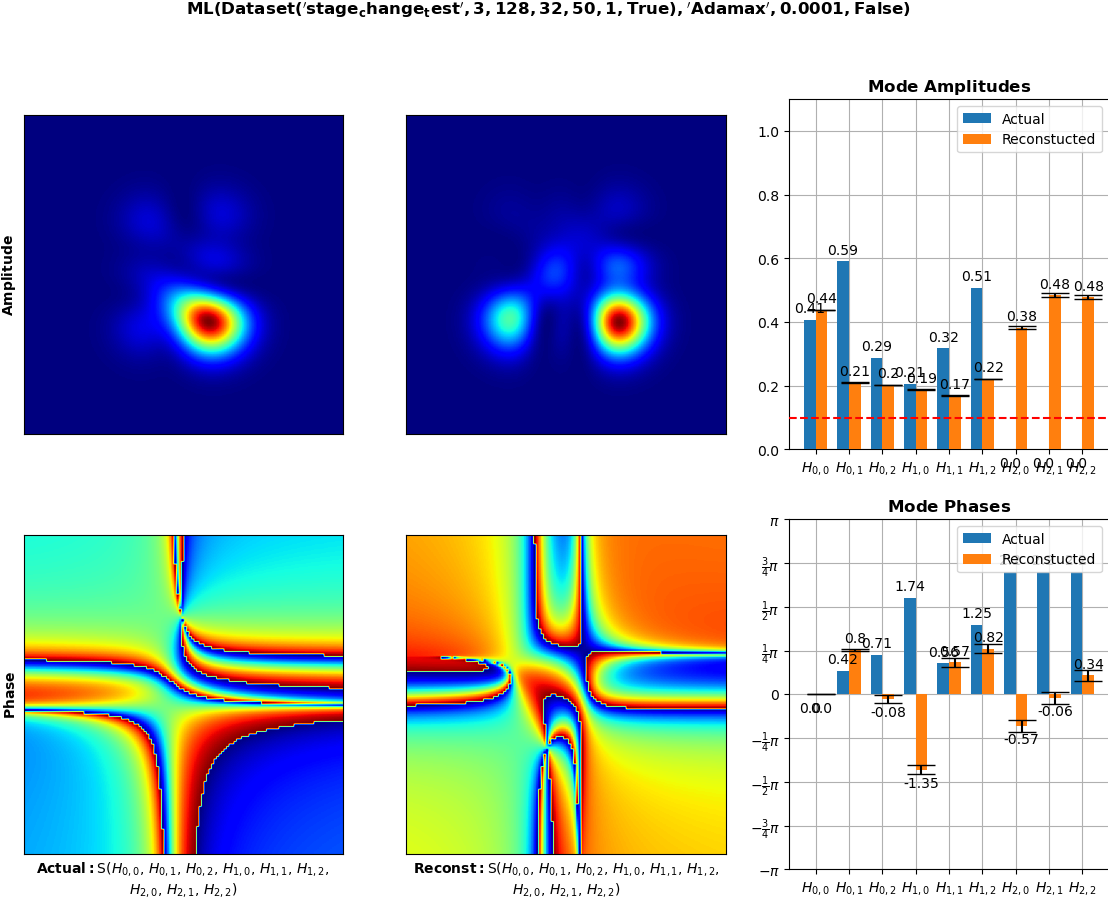 ML(Dataset('stage_change_test', 3, 128, 32, 50, 1, True), 'Adamax', 0.0001, False)
Amplitude
Mode Amplitudes
Actual
Reconstucted
1.0
0.8
0.6
0.4
0.2
0.0
0.41
0.44
0.59
0.21
0.29
0.2
0.21
0.19
0.32
0.17
0.51
0.22
0.0
0.38
0.0
0.48
0.0
0.48
H0,0 H0,1 H0,2 H1,0 H1,1 H1,2 H2,0 H2,1 H2,2
Phase
Mode Phases
Actual
Reconstucted
π
3/4π
1/2π
1/4π
0
−1/4π
−1/2π
−3/4π
−π
0.0
0.0
0.42
0.8
0.71
-0.08
1.74
-1.35
0.57
1.25
0.82
-0.57
-0.06
0.34
H0,0 H0,1 H0,2 H1,0 H1,1 H1,2 H2,0 H2,1 H2,2
Actual: S(H0,0, H0,1, H0,2, H1,0, H1,1, H1,2,
H2,0, H2,1, H2,2)
Reconst: S(H0,0, H0,1, H0,2, H1,0, H1,1, H1,2,
H2,0, H2,1, H2,2)